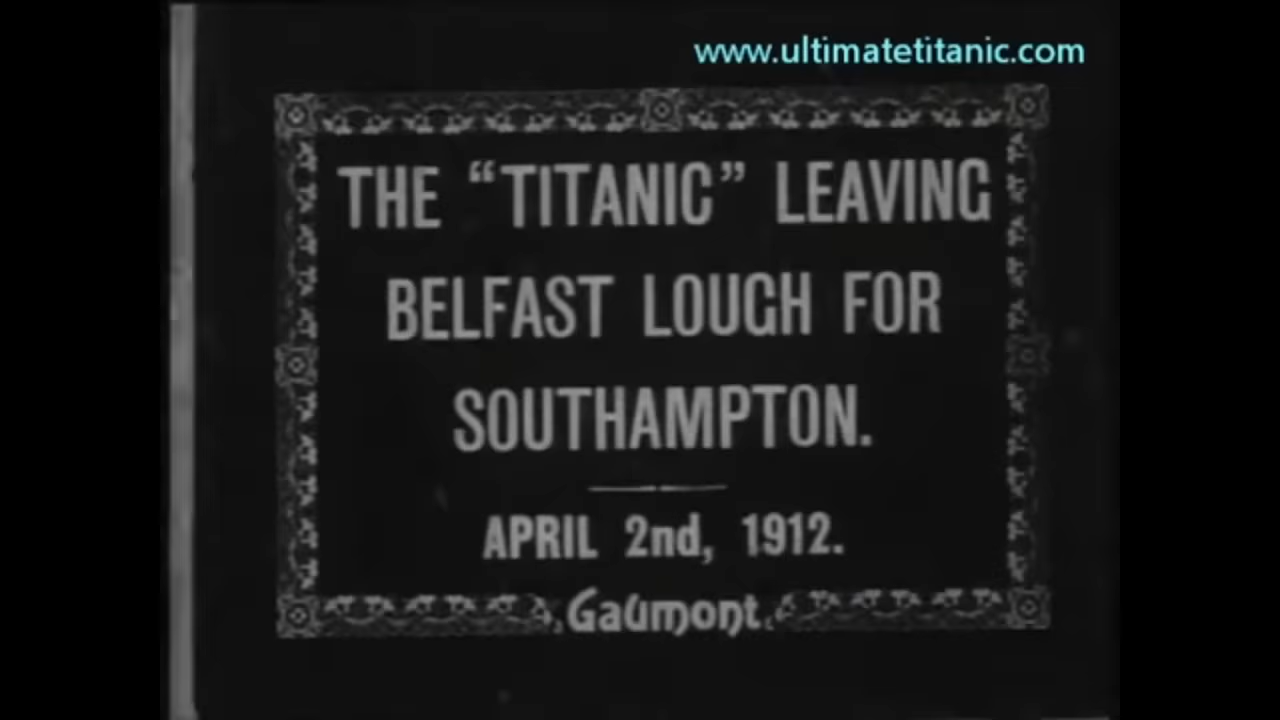 www.ultimatetitanic.com
THE “TITANIC” LEAVING
BELFAST LOUGH FOR
SOUTHAMPTON.
APRIL 2nd, 1912.
Gaumont